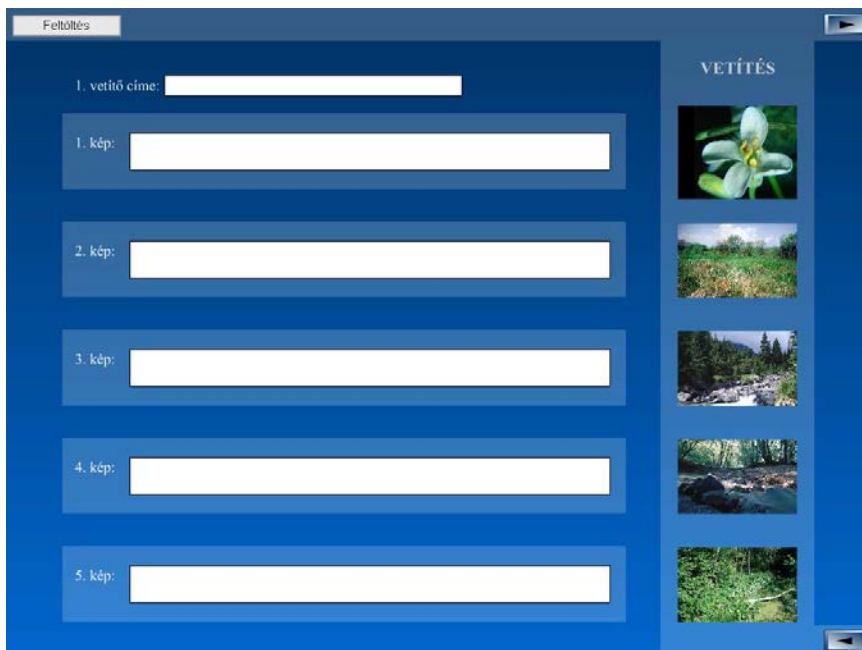 Feltöltés
VETÍTÉS
1. vetítő címe:
1. kép:
2. kép:
3. kép:
4. kép:
5. kép: